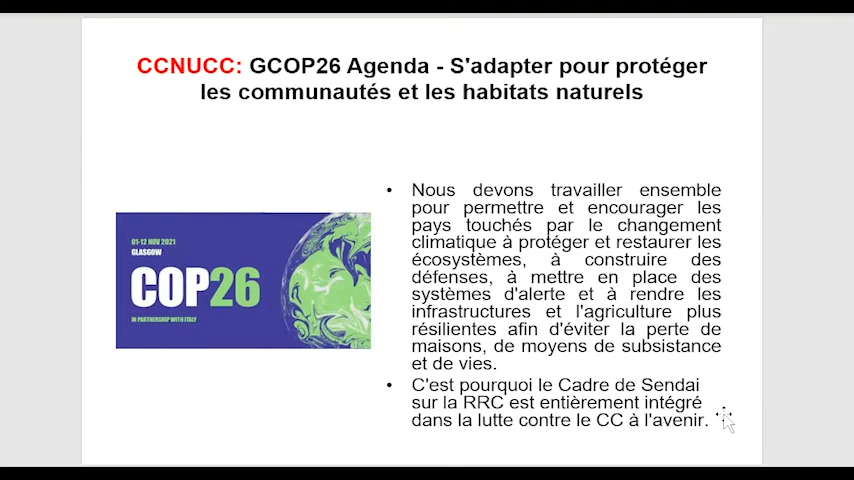 CCNUCC: GCOP26 Agenda - S'adapter pour protéger
les communautés et les habitats naturels
01-12 NOV 2021
GLASGOW
COP26
IN PARTNERSHIP WITH ITALY
• Nous devons travailler ensemble
pour permettre et encourager les
pays touchés par le changement
climatique à protéger et restaurer les
écosystèmes, à construire des
défenses, à mettre en place des
systèmes d'alerte et à rendre les
infrastructures et l'agriculture plus
résilientes afin d'éviter la perte de
maisons, de moyens de subsistance
et de vies.
• C'est pourquoi le Cadre de Sendai
sur la RRC est entièrement intégré
dans la lutte contre le CC à l'avenir.